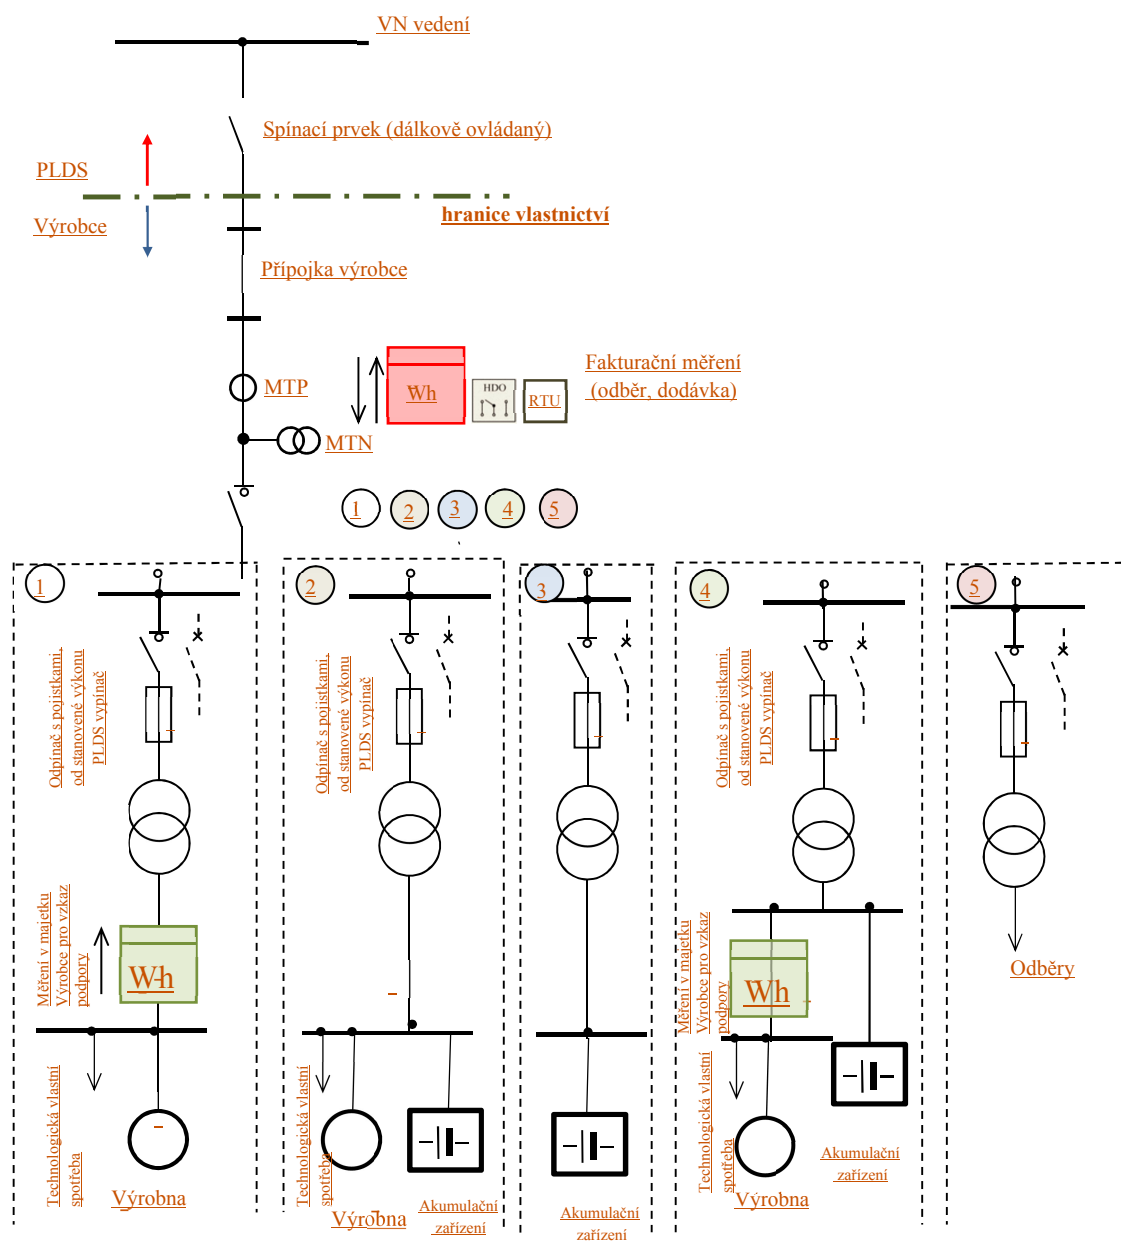 VN vedení
Spínací prvek (dálkově ovládaný)
PLDS
hranice vlastnictví
Výrobce
Přípojka výrobce
Fakturační měření
(odběr, dodávka)
MTP
Wh
HDO
RTU
MTN
1
2
3
4
5
1
Odpínač s pojistkami,
od stanovené výkonu
PLDS vypínač
Měření v majetku
Výrobce pro vzkaz
podpory
Wh
Technologická vlastní
spotřeba
Výrobna
2
Odpínač s pojistkami,
od stanovené výkonu
PLDS vypínač
Technologická vlastní
spotřeba
Výrobna
Akumulační
zařízení
3
Akumulační
zařízení
4
Odpínač s pojistkami,
od stanovené výkonu
PLDS vypínač
Měření v majetku
Výrobce pro vzkaz
podpory
Wh
Technologická vlastní
spotřeba
Výrobna
Akumulační
zařízení
5
Odběry